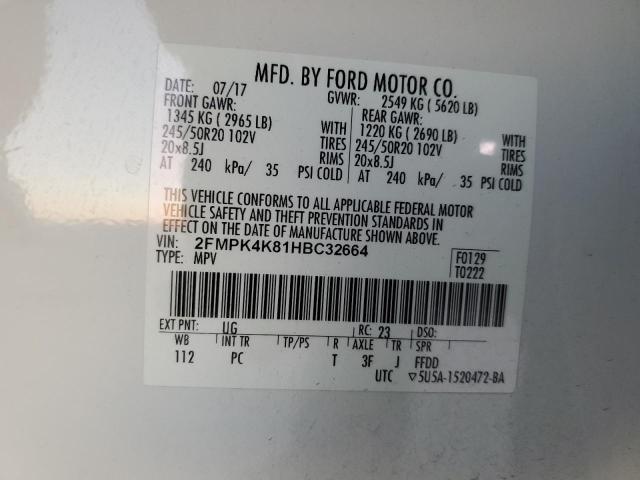 MFD. BY FORD MOTOR CO.
DATE: 07/17 GVWR: 2549 KG ( 5620 LB)
FRONT GAWR: REAR GAWR:
1345 KG ( 2965 LB) WITH 1220 KG ( 2690 LB) WITH
245/50R20 102V TIRES 245/50R20 102V TIRES
20x8.5J RIMS 20x8.5J RIMS
AT 240 kPa/ 35 PSI COLD AT 240 kPa/ 35 PSI COLD
THIS VEHICLE CONFORMS TO ALL APPLICABLE FEDERAL MOTOR
VEHICLE SAFETY AND THEFT PREVENTION STANDARDS IN
EFFECT ON THE DATE OF MANUFACTURE SHOWN ABOVE.
VIN: 2FMPK4K81HBC32664 F0129
TYPE: MPV T0222
EXT PNT: UG RC: 23 DSO:
WB INT TR TP/PS R AXLE TR SPR
112 PC T 3F J FFDD
UTC ▽5U5A-1520472-BA